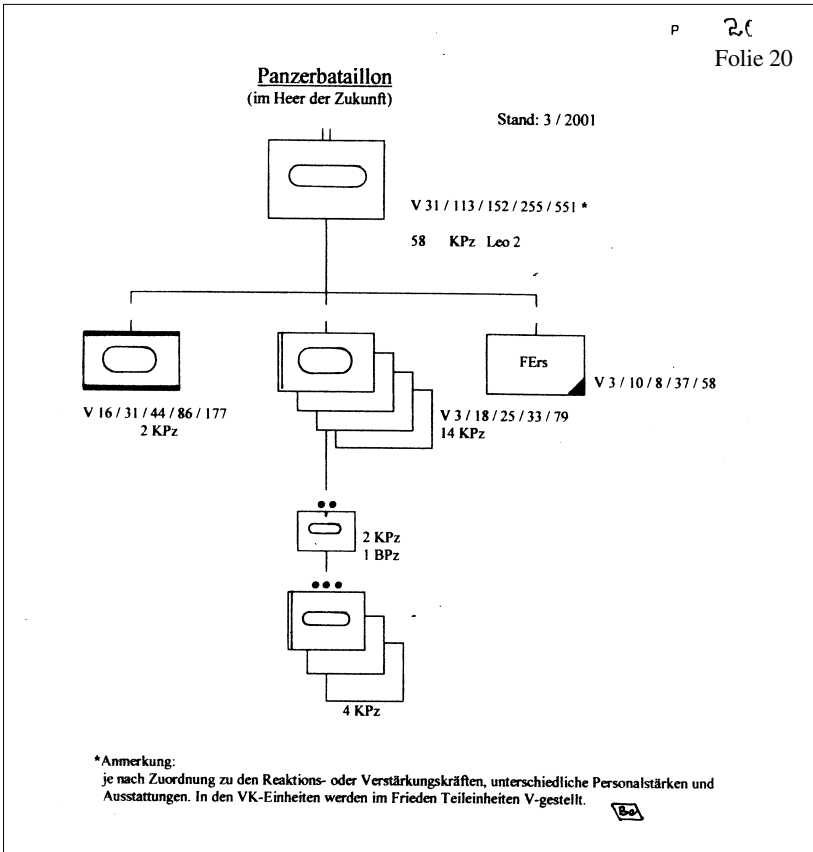 P 20
Folie 20
Panzerbataillon
(im Heer der Zukunft)
Stand: 3 / 2001
V 31 / 113 / 152 / 255 / 551 *
58 KPz Leo 2
FErs
V 3 / 10 / 8 / 37 / 58
V 16 / 31 / 44 / 86 / 177
2 KPz
V 3 / 18 / 25 / 33 / 79
14 KPz
2 KPz
1 BPz
4 KPz
*Anmerkung:
je nach Zuordnung zu den Reaktions- oder Verstärkungskräften, unterschiedliche Personalstärken und
Ausstattungen. In den VK-Einheiten werden im Frieden Teileinheiten V-gestellt.